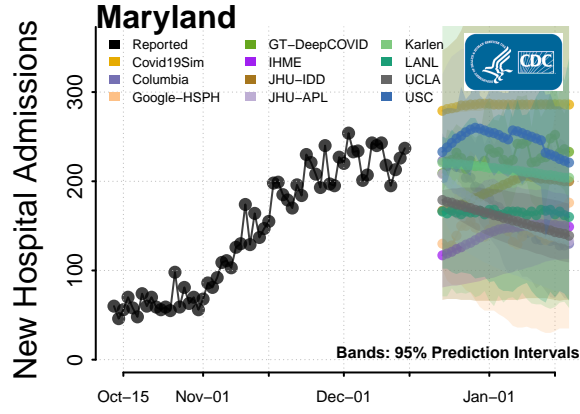 Maryland
New Hospital Admissions
Reported
Covid19Sim
Columbia
Google−HSPH
GT−DeepCOVID
IHME
JHU−IDD
JHU−APL
Karlen
LANL
UCLA
USC
CDC
300
200
100
0
Bands: 95% Prediction Intervals
Oct−15
Nov−01
Dec−01
Jan−01